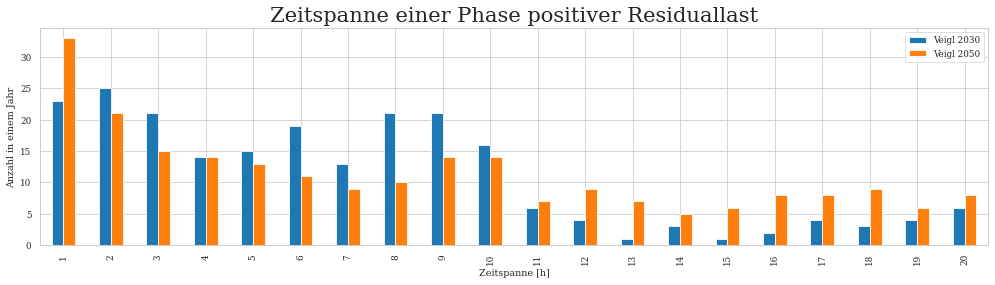 Zeitspanne einer Phase positiver Residuallast
Veigl 2030
Veigl 2050
Anzahl in einem Jahr
30
25
20
15
10
5
0
1 2 3 4 5 6 7 8 9 10 11 12 13 14 15 16 17 18 19 20
Zeitspanne [h]